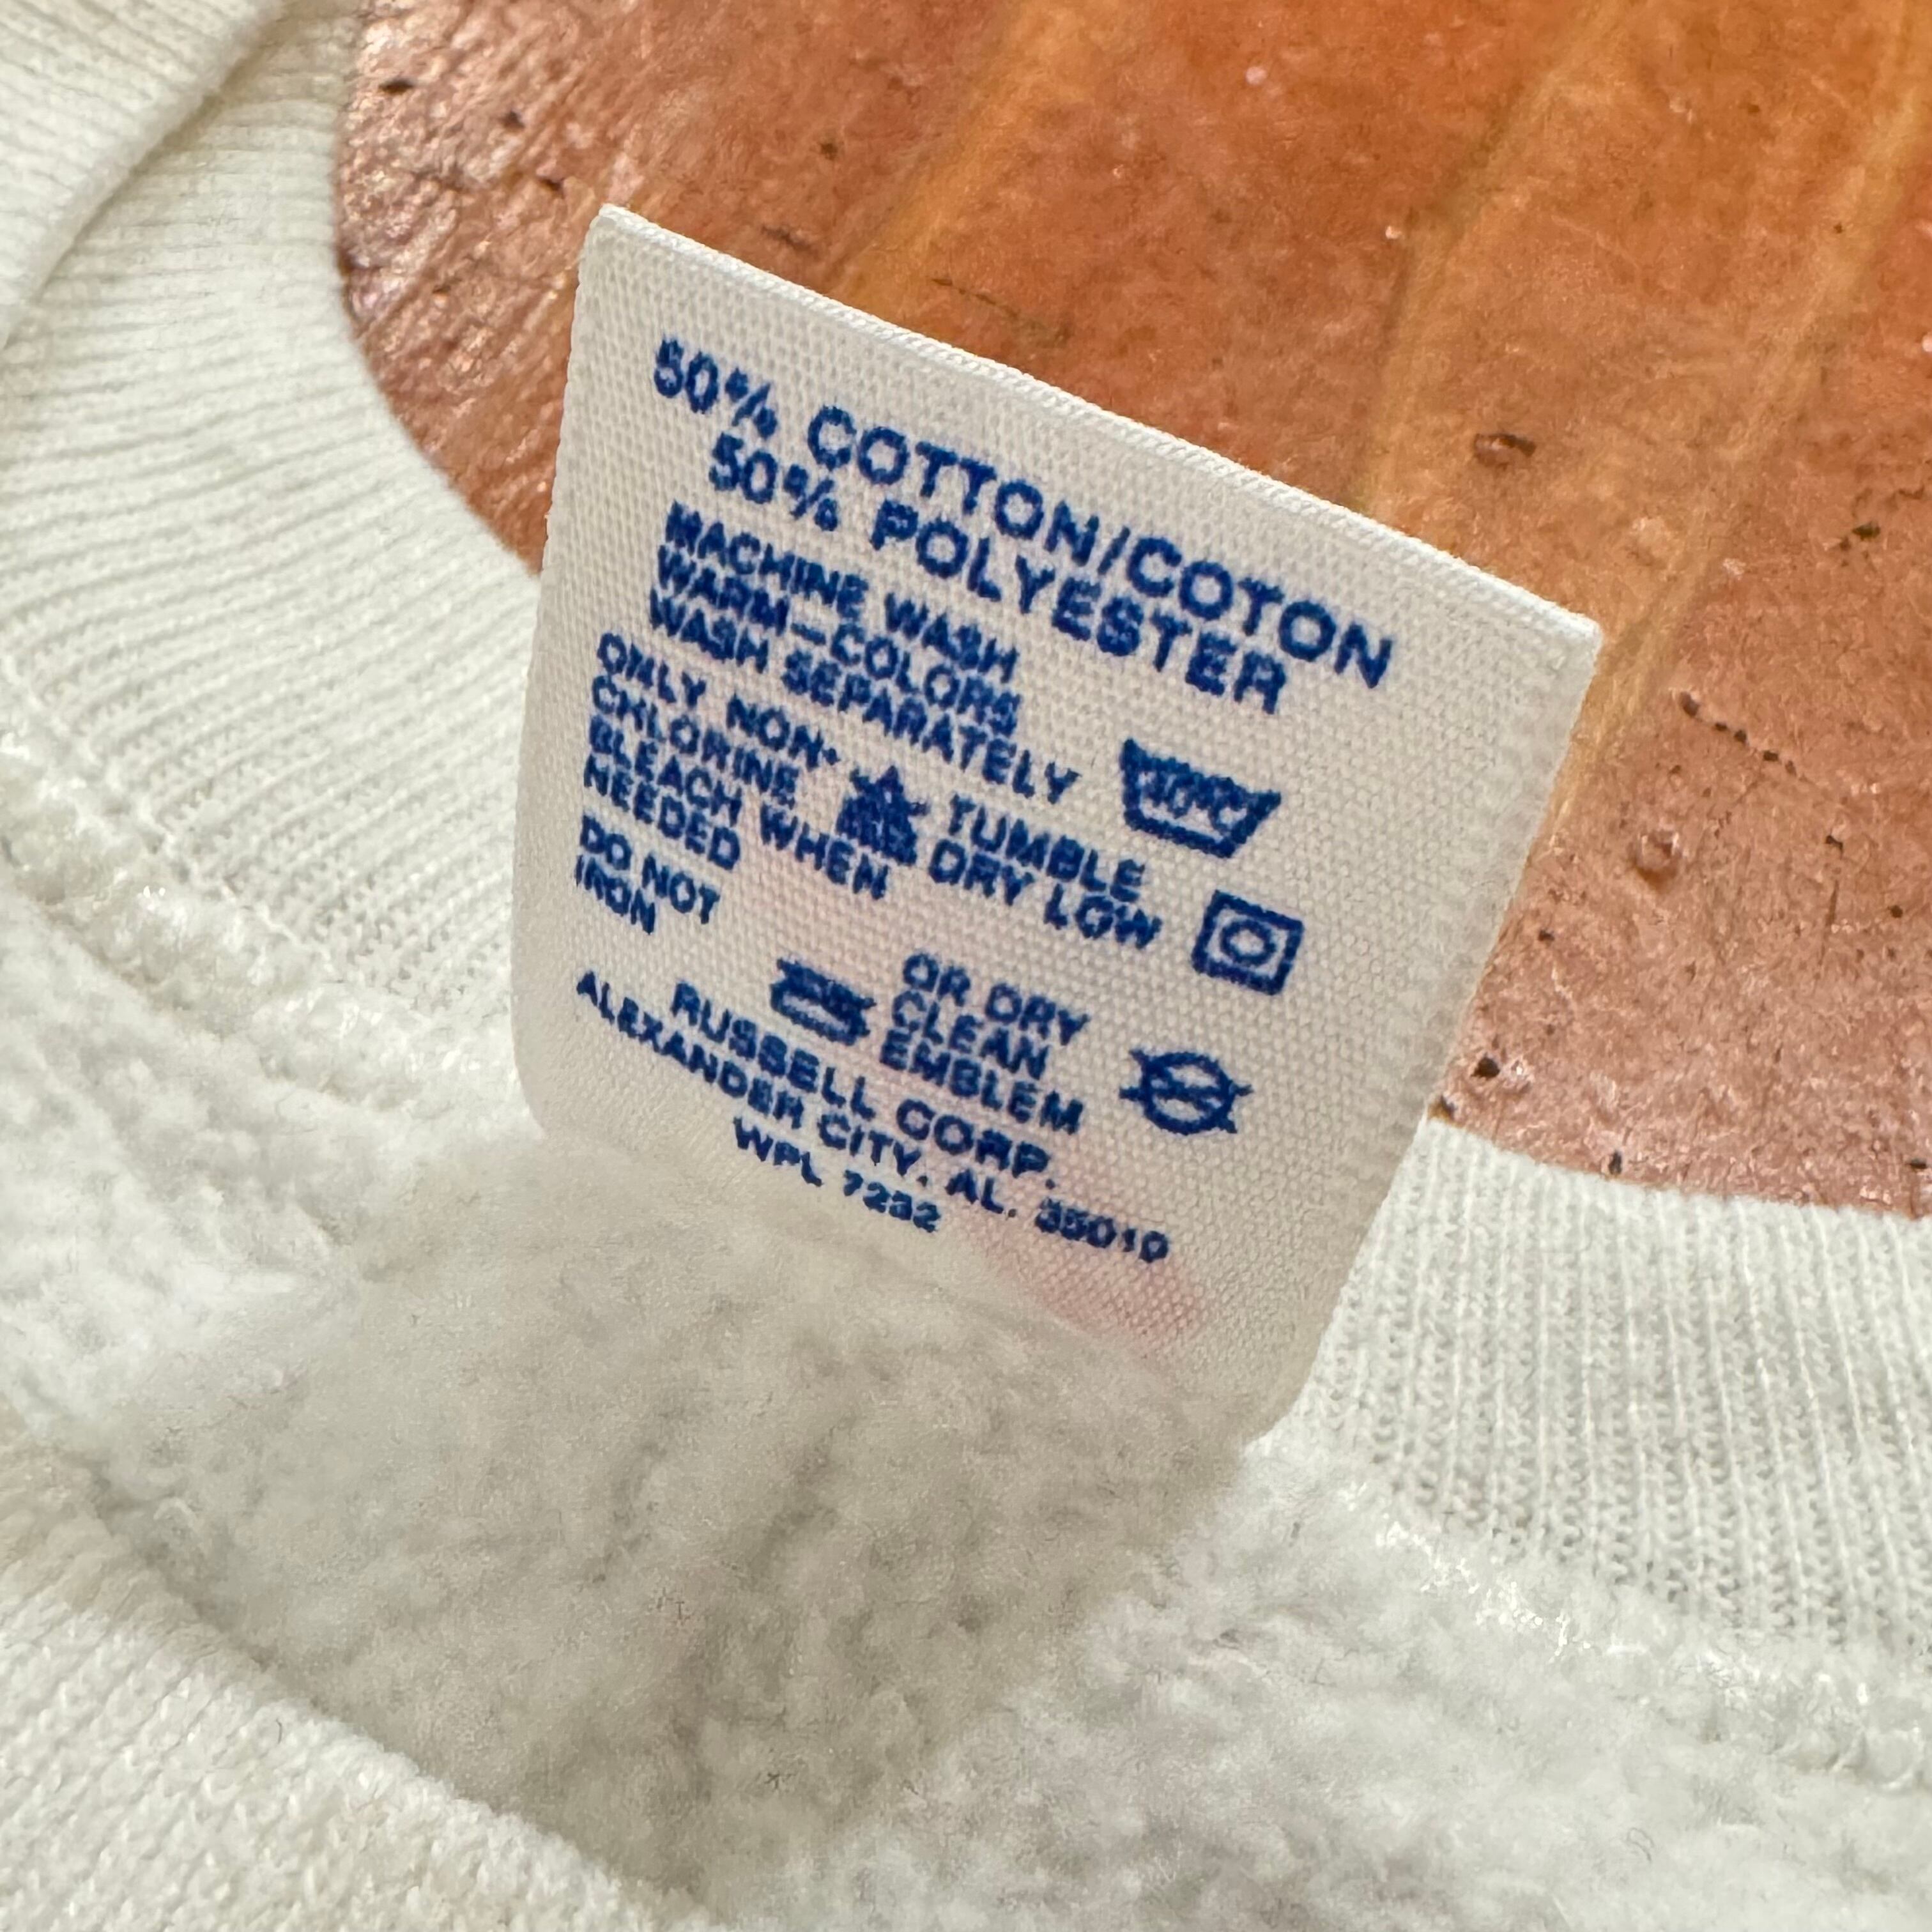 50% COTTON/COTON
50% POLYESTER
MACHINE WASH
WARM-COLORS
WASH SEPARATELY
40°C
ONLY NON-
CHLORINE
BLEACH WHEN
NEEDED
TUMBLE
DRY LOW
DO NOT
IRON
OR DRY
CLEAN
EMBLEM
RUSSELL CORP.
ALEXANDER CITY, AL. 35010
WPL 7232